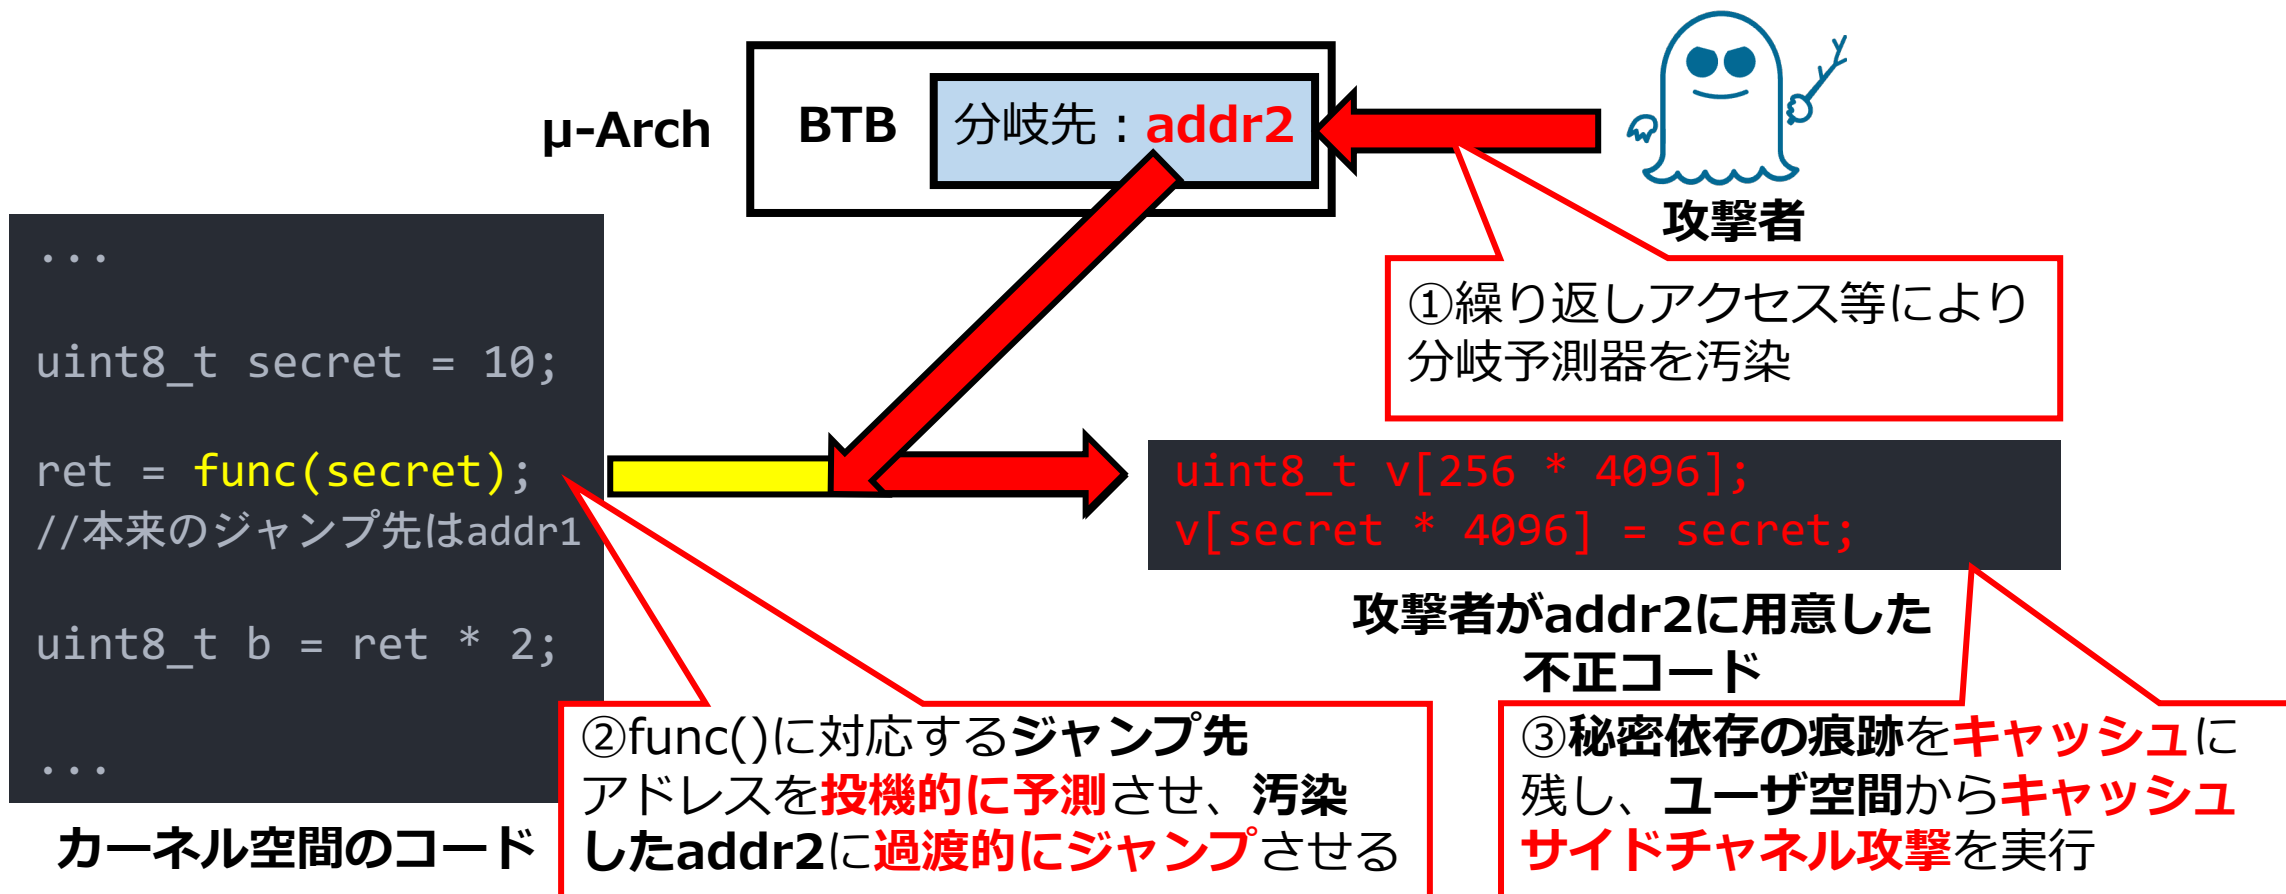 μ-Arch
BTB
分岐先：addr2
攻撃者
①繰り返しアクセス等により
分岐予測器を汚染
...
uint8_t secret = 10;
ret = func(secret);
//本来のジャンプ先はaddr1
uint8_t b = ret * 2;
...
カーネル空間のコード
uint8_t v[256 * 4096];
v[secret * 4096] = secret;
攻撃者がaddr2に用意した
不正コード
②func()に対応するジャンプ先
アドレスを投機的に予測させ、汚染
したaddr2に過渡的にジャンプさせる
③秘密依存の痕跡をキャッシュに
残し、ユーザ空間からキャッシュ
サイドチャネル攻撃を実行